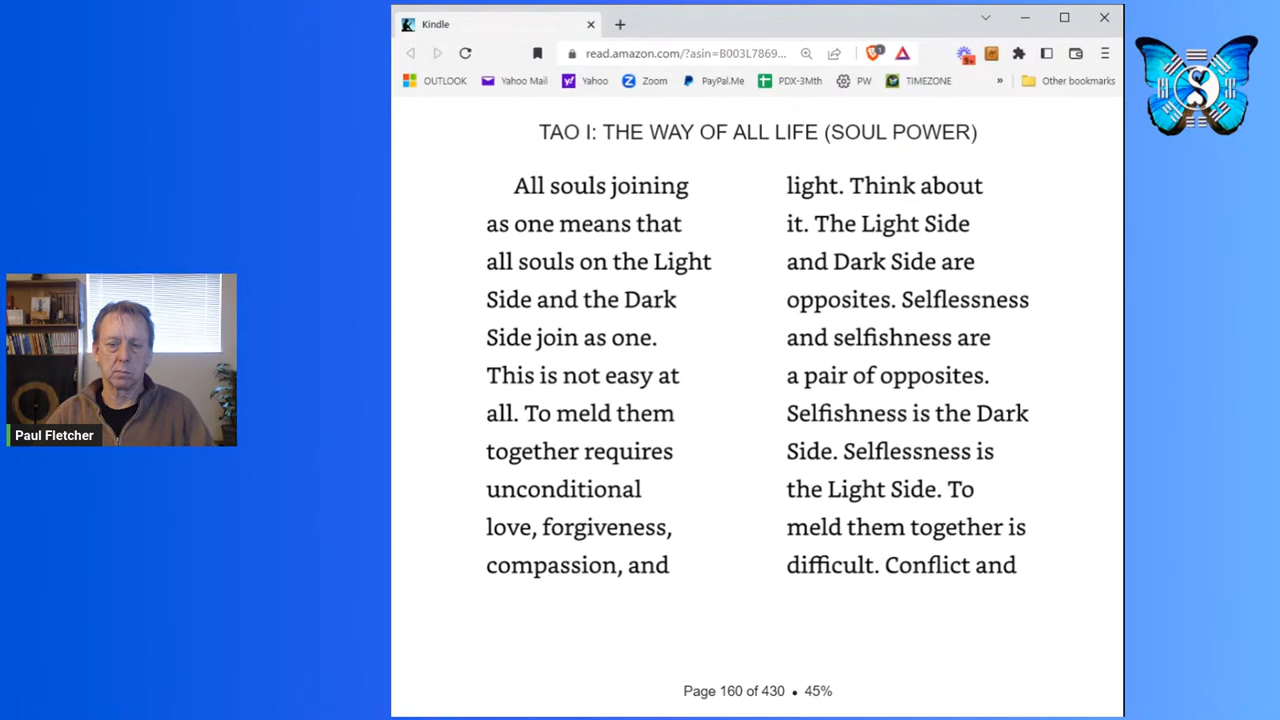 Kindle
read.amazon.com/?asin=B003L7869...
1
9+
OUTLOOK
Yahoo Mail
Yahoo
Zoom
PayPal.Me
PDX-3Mth
PW
TIMEZONE
»
Other bookmarks
TAO I: THE WAY OF ALL LIFE (SOUL POWER)
All souls joining
as one means that
all souls on the Light
Side and the Dark
Side join as one.
This is not easy at
all. To meld them
together requires
unconditional
love, forgiveness,
compassion, and
light. Think about
it. The Light Side
and Dark Side are
opposites. Selflessness
and selfishness are
a pair of opposites.
Selfishness is the Dark
Side. Selflessness is
the Light Side. To
meld them together is
difficult. Conflict and
Page 160 of 430 • 45%
Paul Fletcher